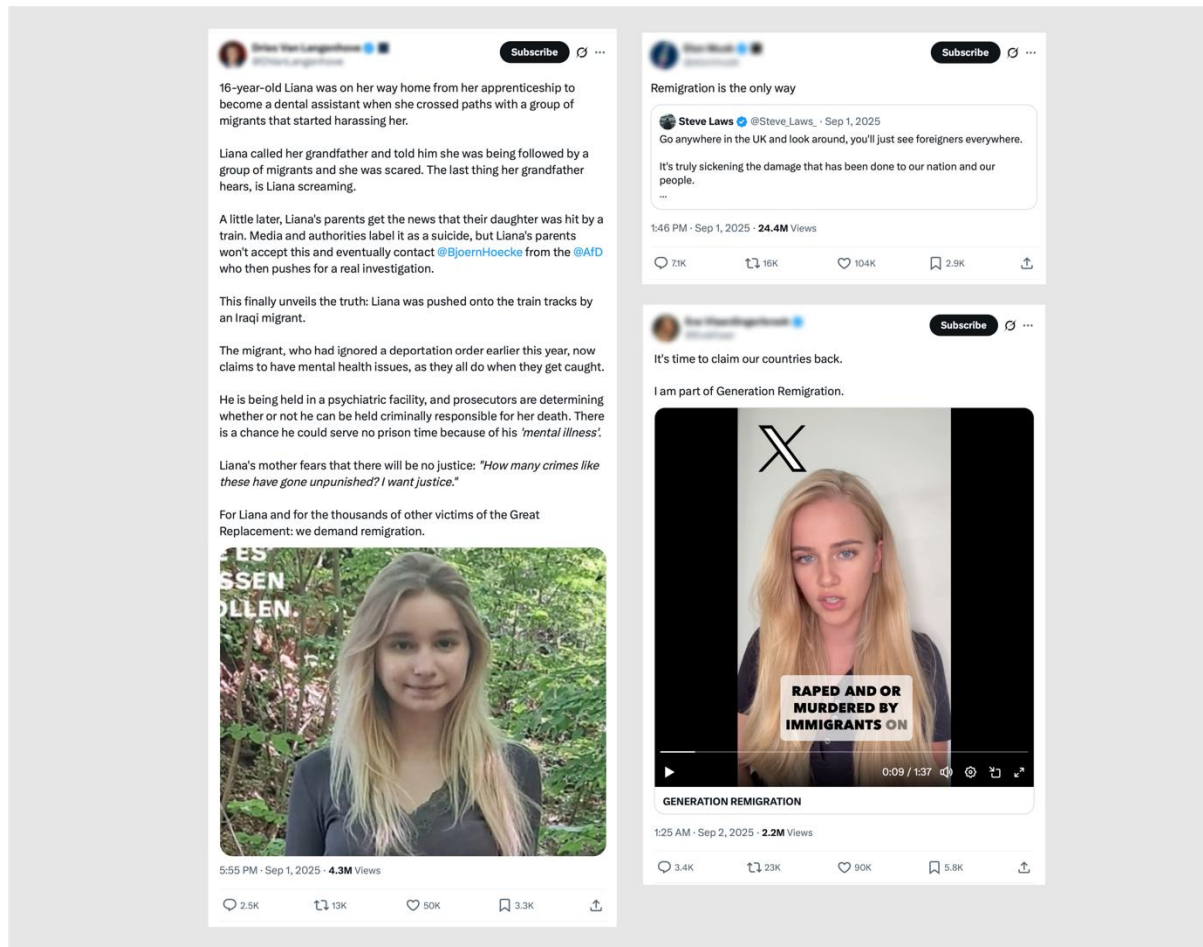 Dries Van Langenhove
@DVanLangenhove
Subscribe
16-year-old Liana was on her way home from her apprenticeship to
become a dental assistant when she crossed paths with a group of
migrants that started harassing her.
Liana called her grandfather and told him she was being followed by a
group of migrants and she was scared. The last thing her grandfather
hears, is Liana screaming.
A little later, Liana's parents get the news that their daughter was hit by a
train. Media and authorities label it as a suicide, but Liana's parents
won't accept this and eventually contact @BjoernHoecke from the @AfD
who then pushes for a real investigation.
This finally unveils the truth: Liana was pushed onto the train tracks by
an Iraqi migrant.
The migrant, who had ignored a deportation order earlier this year, now
claims to have mental health issues, as they all do when they get caught.
He is being held in a psychiatric facility, and prosecutors are determining
whether or not he can be held criminally responsible for her death. There
is a chance he could serve no prison time because of his 'mental illness'.
Liana's mother fears that there will be no justice: "How many crimes like
these have gone unpunished? I want justice."
For Liana and for the thousands of other victims of the Great
Replacement: we demand remigration.
ES
SSEN
OLLEN.
5:55 PM · Sep 1, 2025 · 4.3M Views
2.5K 13K 50K 3.3K
Subscribe
Remigration is the only way
Steve Laws @Steve_Laws_ · Sep 1, 2025
Go anywhere in the UK and look around, you'll just see foreigners everywhere.
It's truly sickening the damage that has been done to our nation and our
people.
...
1:46 PM · Sep 1, 2025 · 24.4M Views
7.1K 16K 104K 2.9K
Subscribe
It's time to claim our countries back.
I am part of Generation Remigration.
X
RAPED AND OR
MURDERED BY
IMMIGRANTS ON
0:09 / 1:37
GENERATION REMIGRATION
1:25 AM · Sep 2, 2025 · 2.2M Views
3.4K 23K 90K 5.8K